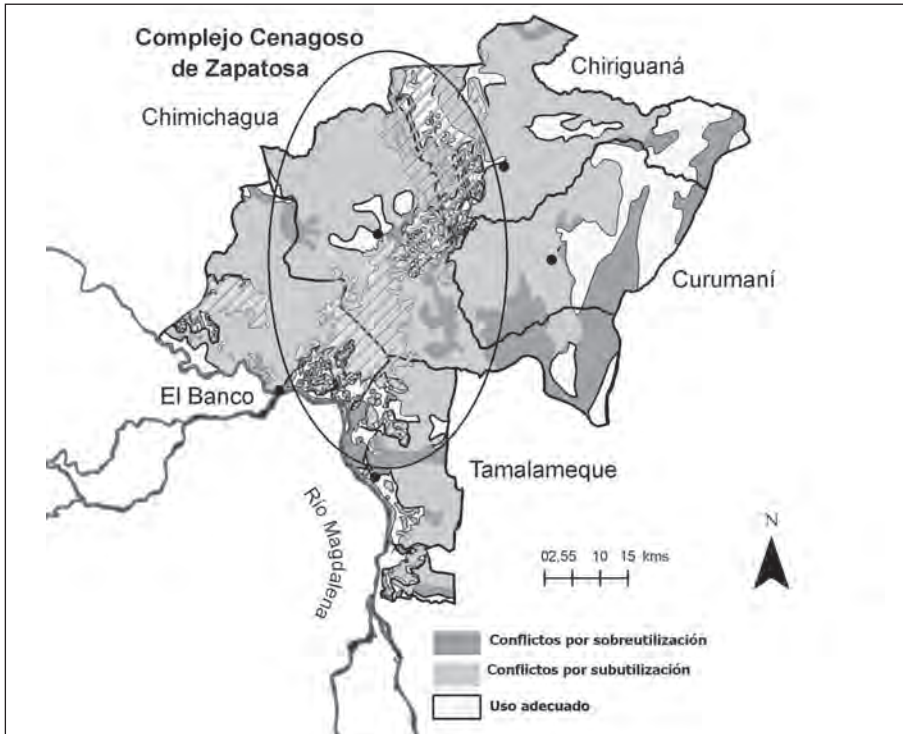 Complejo Cenagoso
de Zapatosa
Chiriguaná
Chimichagua
Curumaní
El Banco
Tamalameque
Río Magdalena
N
02,55 10 15 kms
Conflictos por sobreutilización
Conflictos por subutilización
Uso adecuado